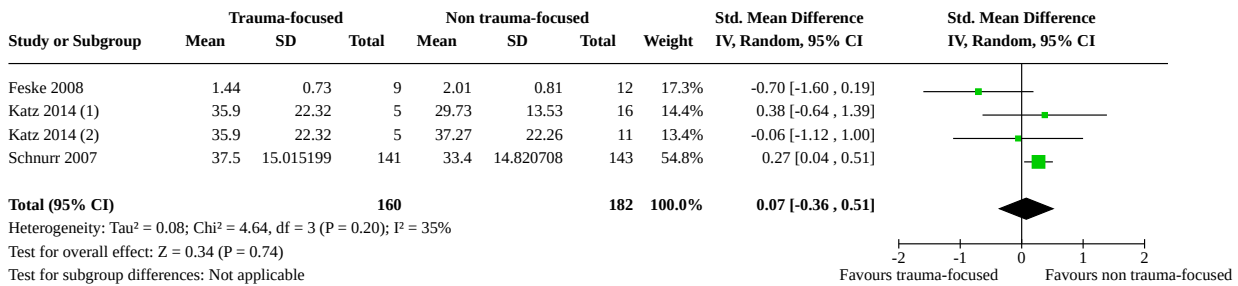 Trauma-focused Non trauma-focused Std. Mean Difference Std. Mean Difference
Study or Subgroup Mean SD Total Mean SD Total Weight IV, Random, 95% CI IV, Random, 95% CI
Feske 2008 1.44 0.73 9 2.01 0.81 12 17.3% -0.70 [-1.60 , 0.19]
Katz 2014 (1) 35.9 22.32 5 29.73 13.53 16 14.4% 0.38 [-0.64 , 1.39]
Katz 2014 (2) 35.9 22.32 5 37.27 22.26 11 13.4% -0.06 [-1.12 , 1.00]
Schnurr 2007 37.5 15.015199 141 33.4 14.820708 143 54.8% 0.27 [0.04 , 0.51]
Total (95% CI) 160 182 100.0% 0.07 [-0.36 , 0.51]
Heterogeneity: Tau² = 0.08; Chi² = 4.64, df = 3 (P = 0.20); I² = 35%
Test for overall effect: Z = 0.34 (P = 0.74)
-2 -1 0 1 2
Test for subgroup differences: Not applicable
Favours trauma-focused Favours non trauma-focused